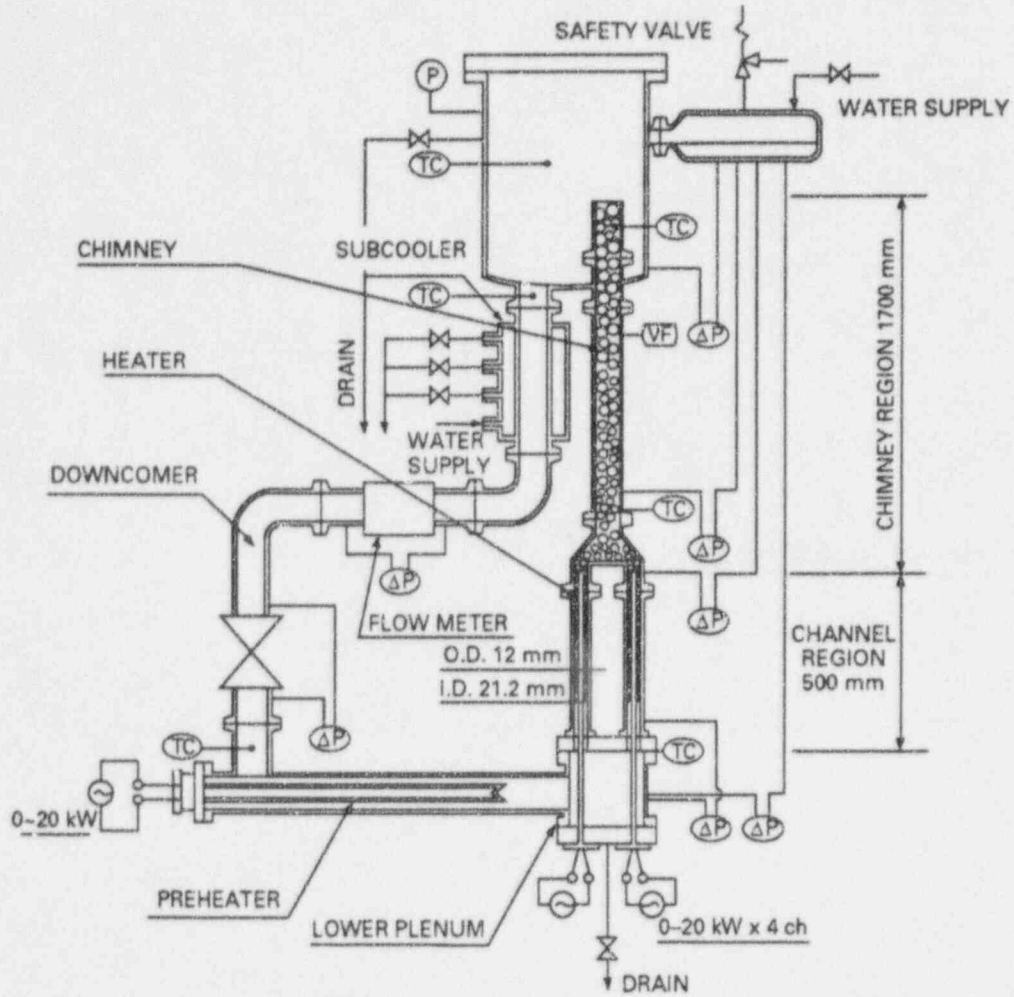 SAFETY VALVE
P
WATER SUPPLY
TC
CHIMNEY
SUBCOOLER
TC
TC
VF
ΔP
HEATER
DRAIN
CHIMNEY REGION 1700 mm
WATER
SUPPLY
DOWNCOMER
TC
ΔP
ΔP
FLOW METER
ΔP
O.D. 12 mm
I.D. 21.2 mm
CHANNEL
REGION
500 mm
TC
ΔP
TC
0~20 kW
ΔP
ΔP
PREHEATER
LOWER PLENUM
0~20 kW x 4 ch
DRAIN